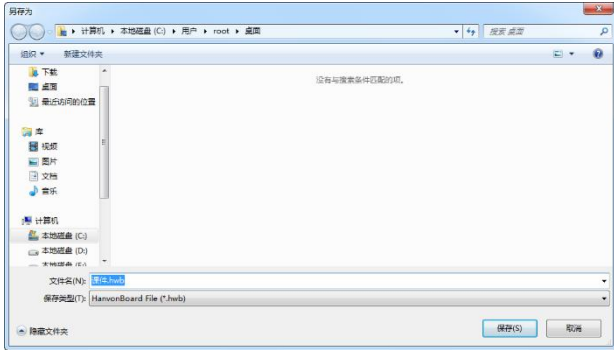 另存为
计算机 ▸ 本地磁盘 (C:) ▸ 用户 ▸ root ▸ 桌面
搜索 桌面
组织 新建文件夹
下载
桌面
最近访问的位置
库
视频
图片
文档
音乐
计算机
本地磁盘 (C:)
本地磁盘 (D:)
没有与搜索条件匹配的项。
文件名(N): 课件.hwb
保存类型(T): HanvonBoard File (*.hwb)
隐藏文件夹
保存(S) 取消